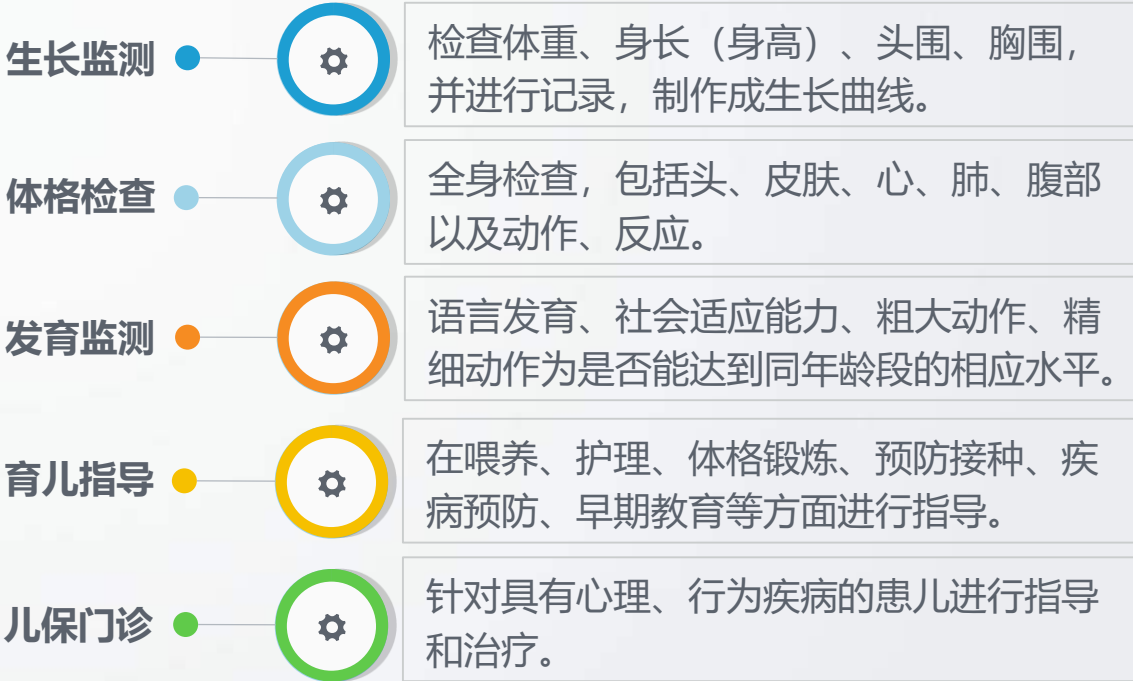 生长监测
检查体重、身长（身高）、头围、胸围，
并进行记录，制作成生长曲线。
体格检查
全身检查，包括头、皮肤、心、肺、腹部
以及动作、反应。
发育监测
语言发育、社会适应能力、粗大动作、精
细动作为是否能达到同年龄段的相应水平。
育儿指导
在喂养、护理、体格锻炼、预防接种、疾
病预防、早期教育等方面进行指导。
儿保门诊
针对具有心理、行为疾病的患儿进行指导
和治疗。